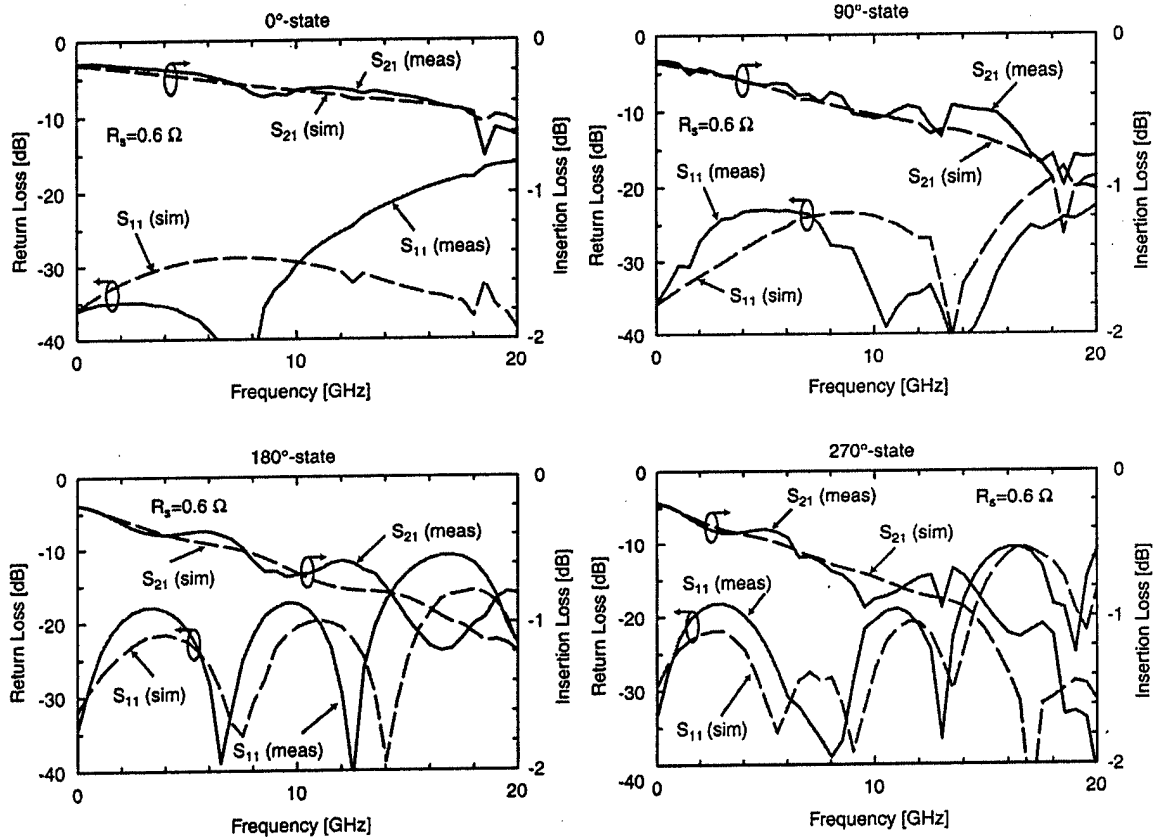 0°-state
0
-10
-20
-30
-40
Return Loss [dB]
0
-1
-2
Insertion Loss [dB]
S21 (meas)
S21 (sim)
Rs=0.6 Ω
S11 (sim)
S11 (meas)
0
10
20
Frequency [GHz]
90°-state
0
-10
-20
-30
-40
Return Loss [dB]
0
-1
-2
Insertion Loss [dB]
S21 (meas)
Rs=0.6 Ω
S11 (meas)
S21 (sim)
S11 (sim)
0
10
20
Frequency [GHz]
180°-state
0
-10
-20
-30
-40
Return Loss [dB]
0
-1
-2
Insertion Loss [dB]
Rs=0.6 Ω
S21 (meas)
S21 (sim)
S11 (sim)
S11 (meas)
0
10
20
Frequency [GHz]
270°-state
0
-10
-20
-30
-40
Return Loss [dB]
0
-1
-2
Insertion Loss [dB]
S21 (meas)
Rs=0.6 Ω
S21 (sim)
S11 (meas)
S11 (sim)
0
10
20
Frequency [GHz]